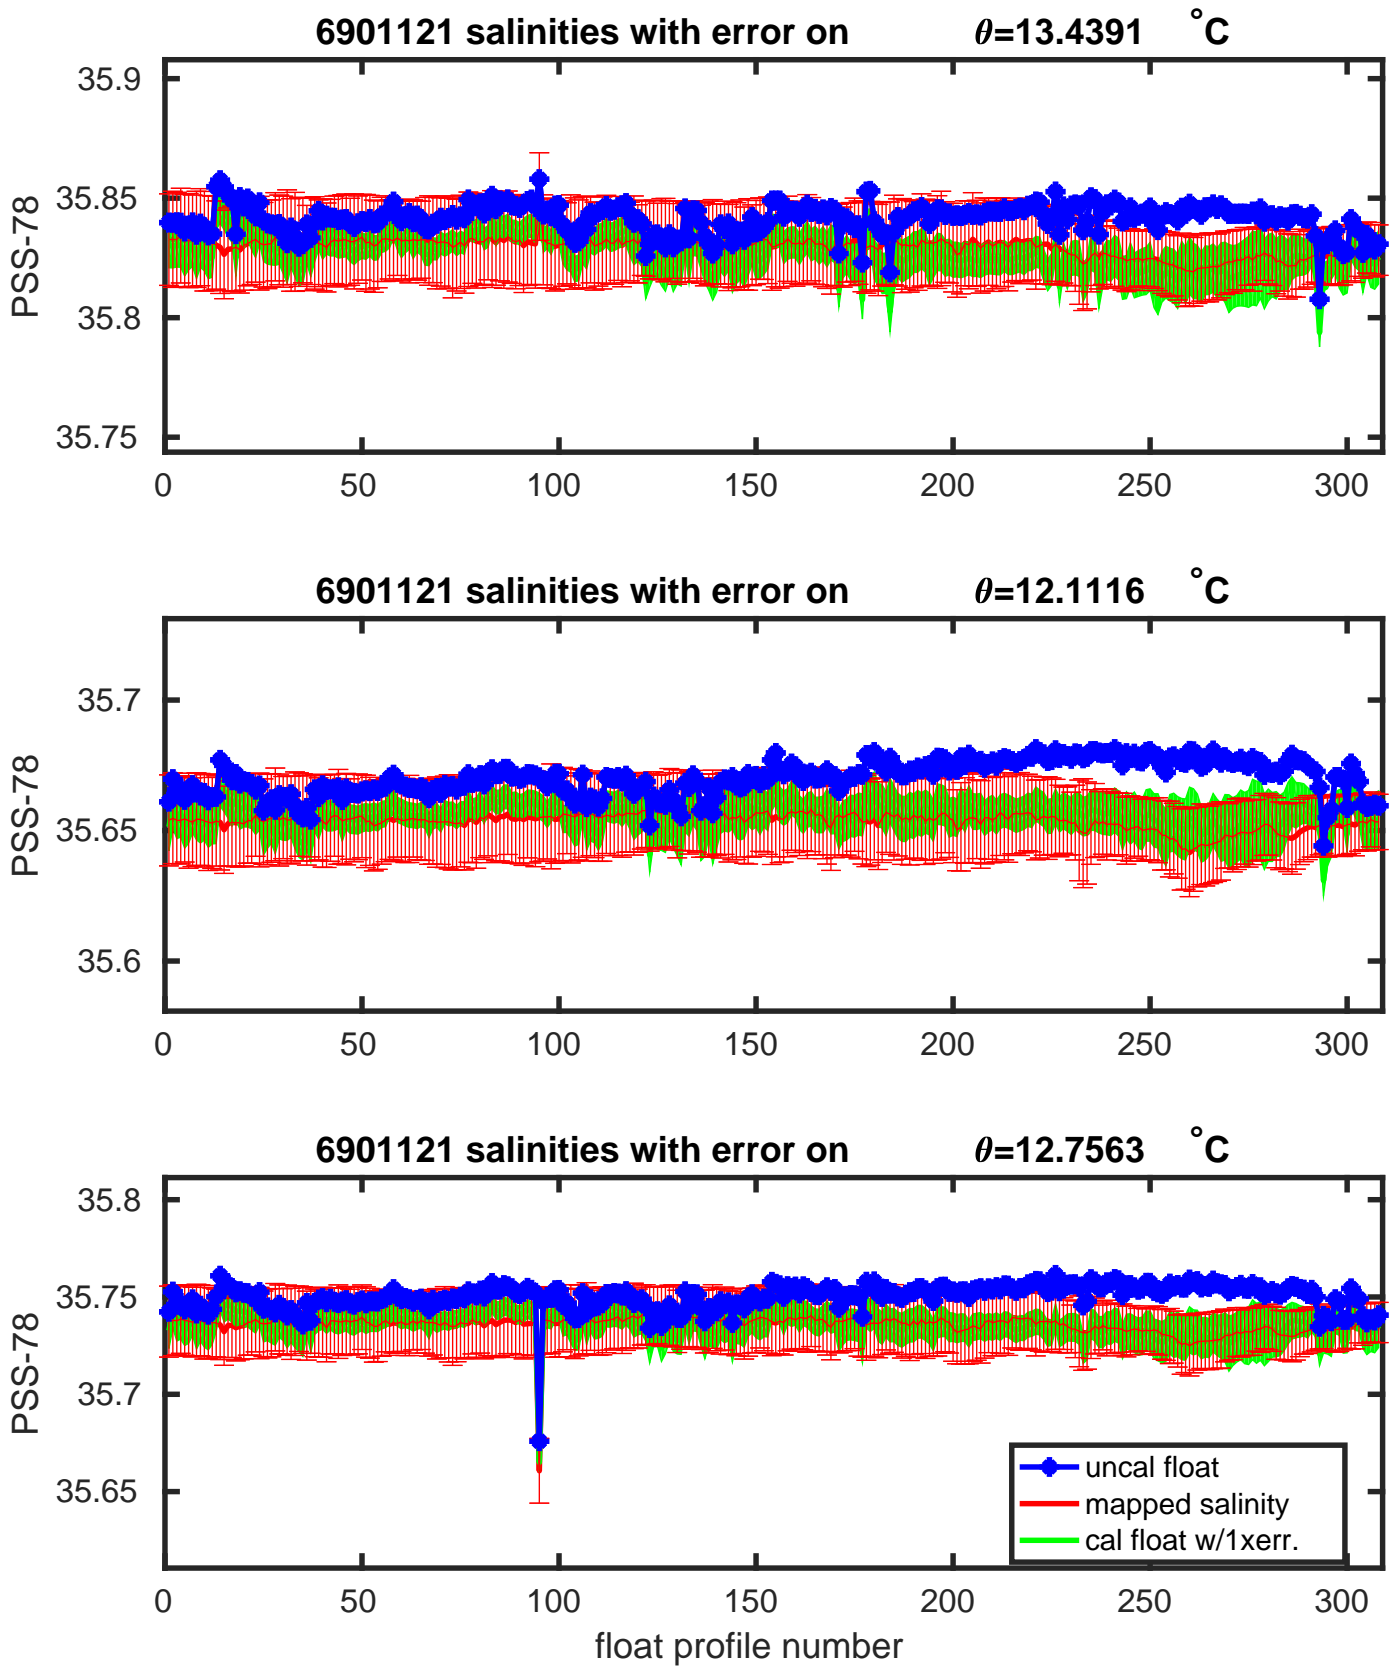 6901121 salinities with error on θ=13.4391 °C
35.9
35.85
35.8
35.75
PSS-78
0 50 100 150 200 250 300
6901121 salinities with error on θ=12.1116 °C
35.7
35.65
35.6
PSS-78
0 50 100 150 200 250 300
6901121 salinities with error on θ=12.7563 °C
35.8
35.75
35.7
35.65
PSS-78
uncal float
mapped salinity
cal float w/1xerr.
0 50 100 150 200 250 300
float profile number